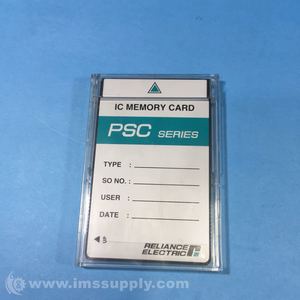 IC MEMORY CARD
PSC SERIES
TYPE :
SO NO. :
USER :
DATE :
RELIANCE
ELECTRIC
© www.imssupply.com